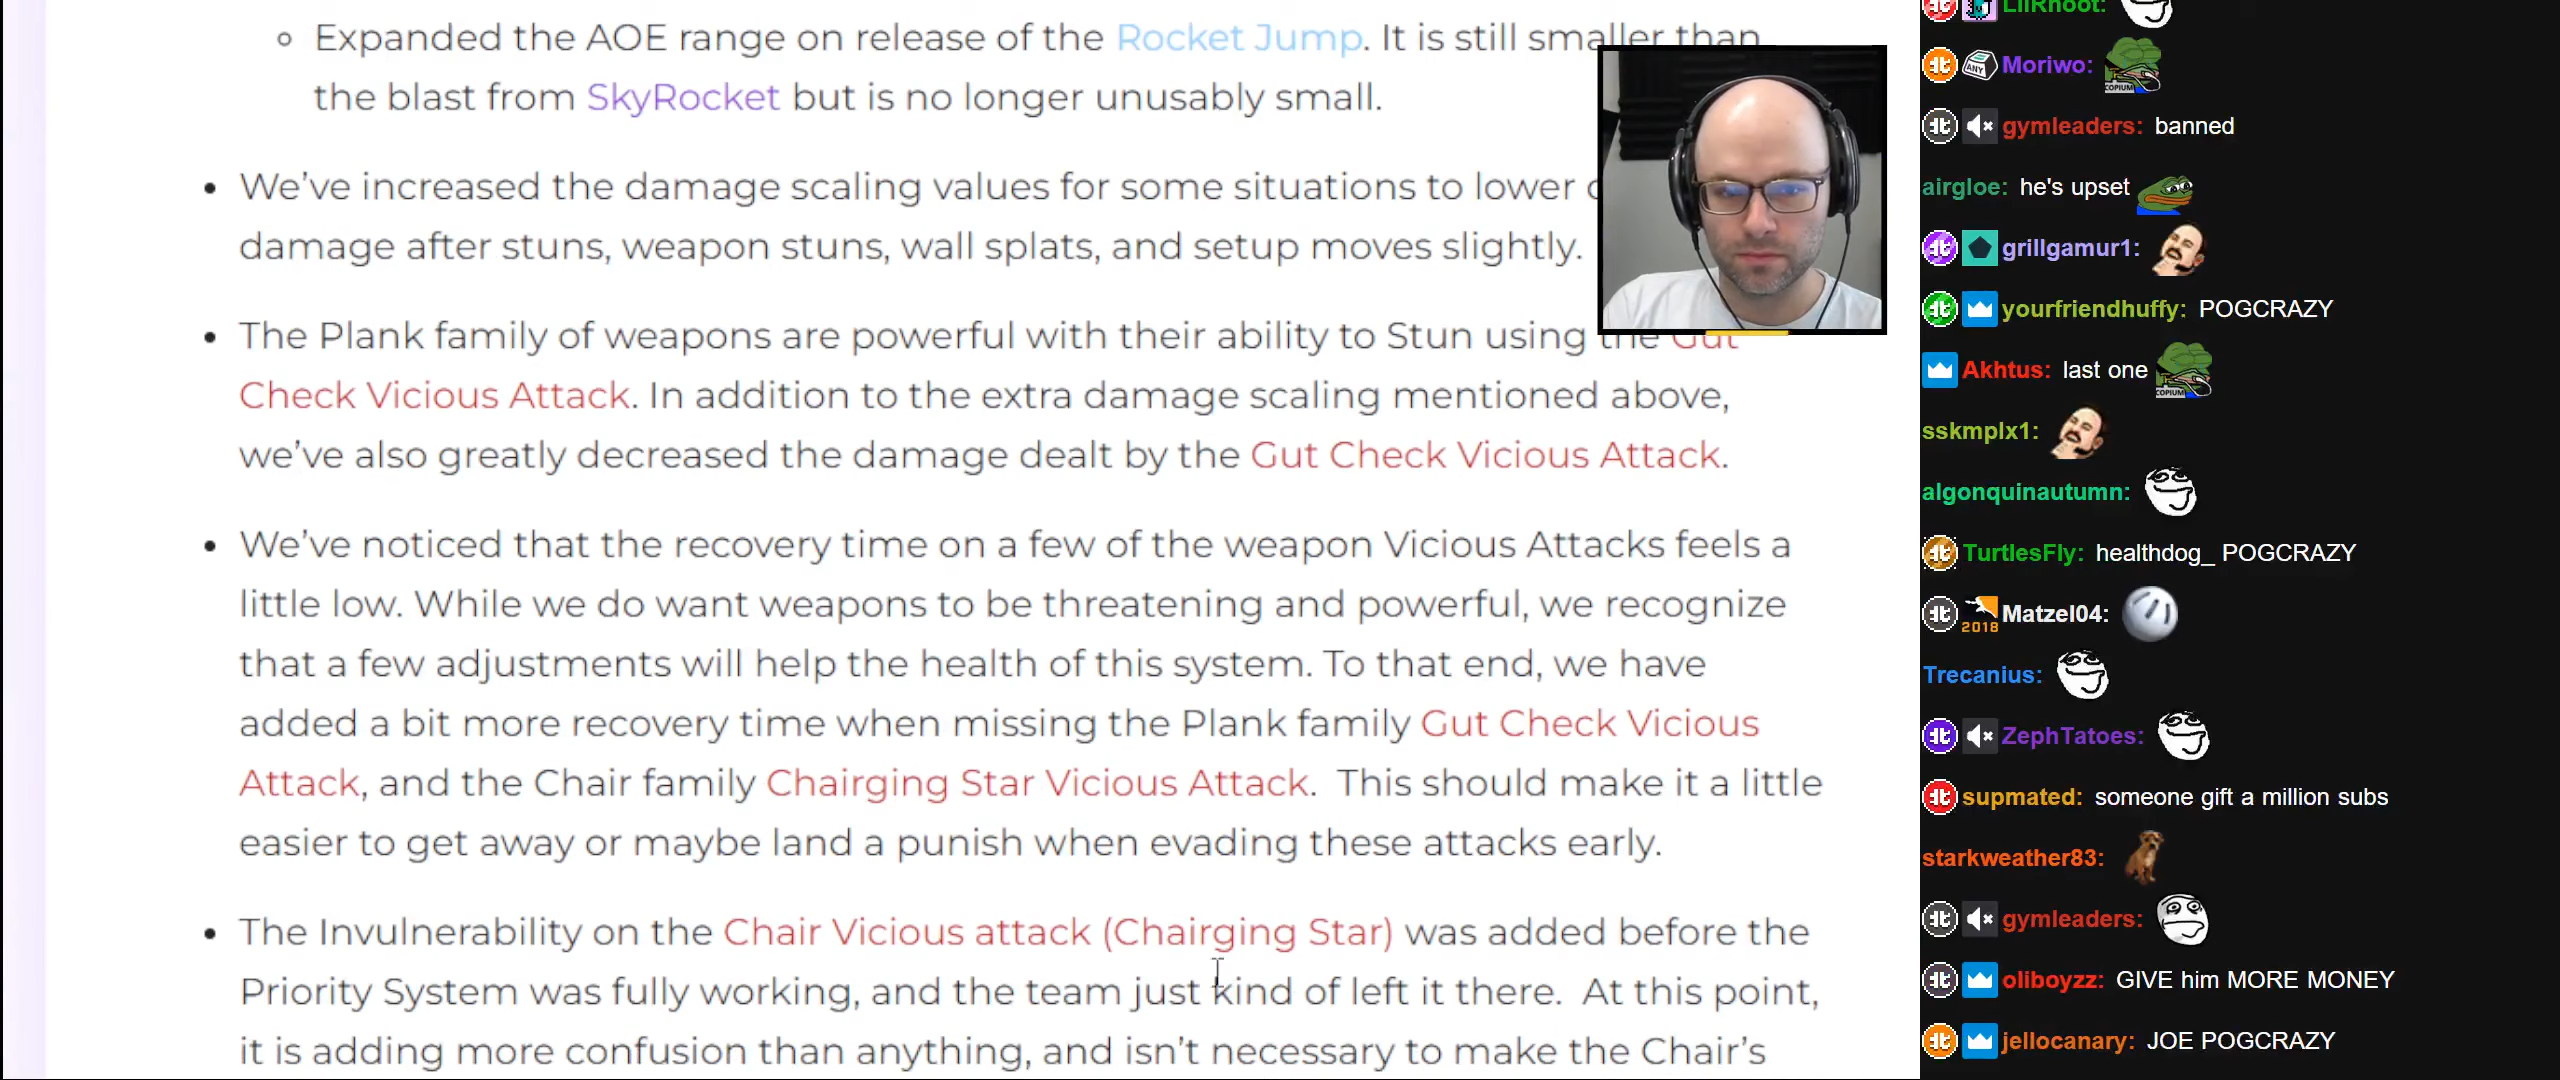 Expanded the AOE range on release of the Rocket Jump. It is still smaller than
the blast from SkyRocket but is no longer unusably small.
We've increased the damage scaling values for some situations to lower
damage after stuns, weapon stuns, wall splats, and setup moves slightly.
The Plank family of weapons are powerful with their ability to Stun using the Gut
Check Vicious Attack. In addition to the extra damage scaling mentioned above,
we've also greatly decreased the damage dealt by the Gut Check Vicious Attack.
We've noticed that the recovery time on a few of the weapon Vicious Attacks feels a
little low. While we do want weapons to be threatening and powerful, we recognize
that a few adjustments will help the health of this system. To that end, we have
added a bit more recovery time when missing the Plank family Gut Check Vicious
Attack, and the Chair family Chairging Star Vicious Attack.  This should make it a little
easier to get away or maybe land a punish when evading these attacks early.
The Invulnerability on the Chair Vicious attack (Chairging Star) was added before the
Priority System was fully working, and the team just kind of left it there.  At this point,
it is adding more confusion than anything, and isn't necessary to make the Chair's
LilRhoot:
ANY Moriwo: COPIUM
gymleaders: banned
airgloe: he's upset
grillgamur1:
yourfriendhuffy: POGCRAZY
Akhtus: last one COPIUM
sskmplx1:
algonquinautumn:
TurtlesFly: healthdog_ POGCRAZY
2018 Matzel04:
Trecanius:
ZephTatoes:
supmated: someone gift a million subs
starkweather83:
gymleaders:
oliboyzz: GIVE him MORE MONEY
jellocanary: JOE POGCRAZY